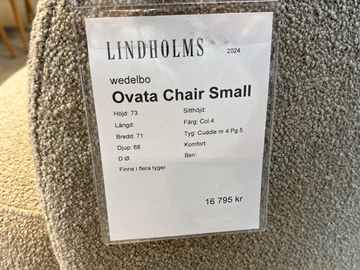 LINDHOLMS 2024
wedelbo
Ovata Chair Small
Höjd: 73 Sitthöjd:
Längd: Färg: Col 4
Bredd: 71 Tyg: Cuddle nr 4 Pg 5
Djup: 68 Komfort:
D Ø: Ben:
Finns i flera tyger
16 795 kr